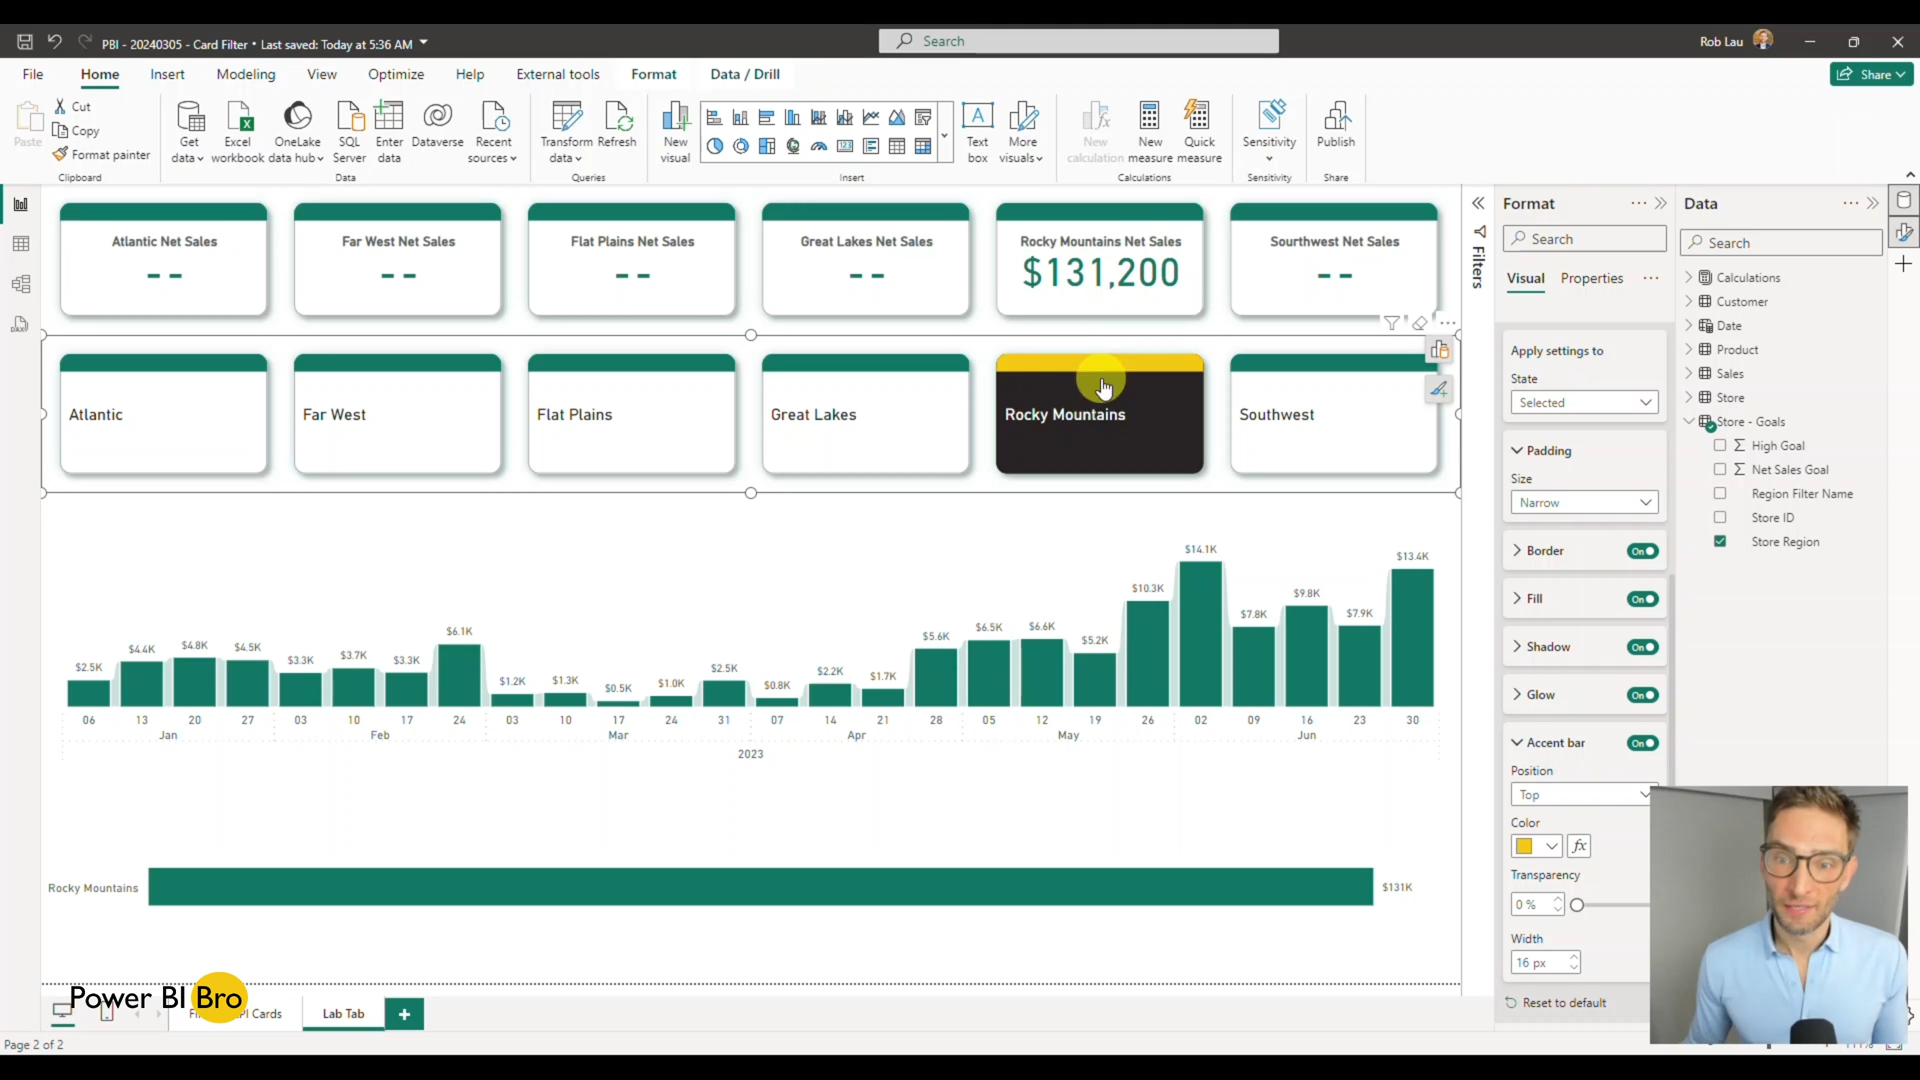 PBI - 20240305 - Card Filter • Last saved: Today at 5:36 AM
Search
Rob Lau
File Home Insert Modeling View Optimize Help External tools Format Data / Drill
Share
Paste
Cut
Copy
Format painter
Clipboard
Get data
Excel workbook
OneLake data hub
SQL Server
Enter data
Dataverse
Recent sources
Data
Transform data
Refresh
Queries
New visual
Text box
More visuals
Insert
New calculation
New measure
Quick measure
Calculations
Sensitivity
Sensitivity
Publish
Share
Atlantic Net Sales
--
Far West Net Sales
--
Flat Plains Net Sales
--
Great Lakes Net Sales
--
Rocky Mountains Net Sales
$131,200
Sourthwest Net Sales
--
Atlantic
Far West
Flat Plains
Great Lakes
Rocky Mountains
Southwest
$2.5K $4.4K $4.8K $4.5K $3.3K $3.7K $3.3K $6.1K $1.2K $1.3K $0.5K $1.0K $2.5K $0.8K $2.2K $1.7K $5.6K $6.5K $6.6K $5.2K $10.3K $14.1K $7.8K $9.8K $7.9K $13.4K
06 13 20 27 03 10 17 24 03 10 17 24 31 07 14 21 28 05 12 19 26 02 09 16 23 30
Jan Feb Mar Apr May Jun
2023
Rocky Mountains $131K
Filters
Format
Search
Visual Properties
Apply settings to
State
Selected
Padding
Size
Narrow
Border On
Fill On
Shadow On
Glow On
Accent bar On
Position
Top
Color
fx
Transparency
0 %
Width
16 px
Reset to default
Data
Search
Calculations
Customer
Date
Product
Sales
Store
Store - Goals
High Goal
Net Sales Goal
Region Filter Name
Store ID
Store Region
Power BI Bro
Cards
Lab Tab
Page 2 of 2